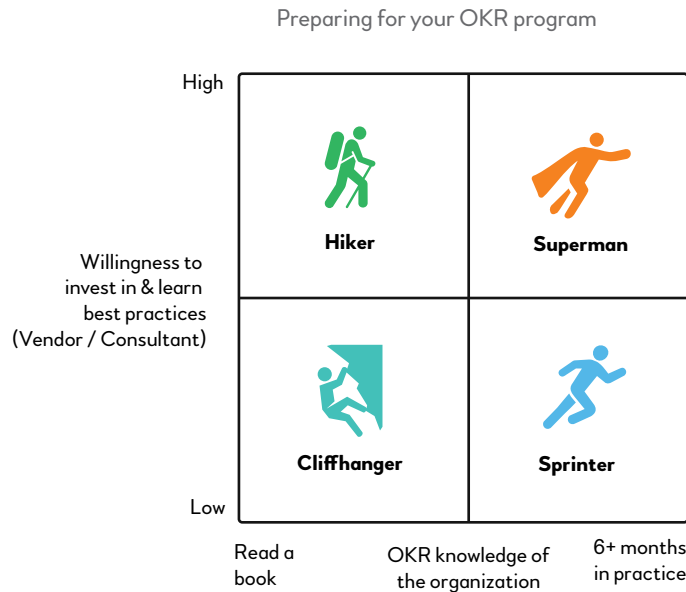 Preparing for your OKR program
High
Hiker
Superman
Willingness to
invest in & learn
best practices
(Vendor / Consultant)
Cliffhanger
Sprinter
Low
Read a
book
OKR knowledge of
the organization
6+ months
in practice